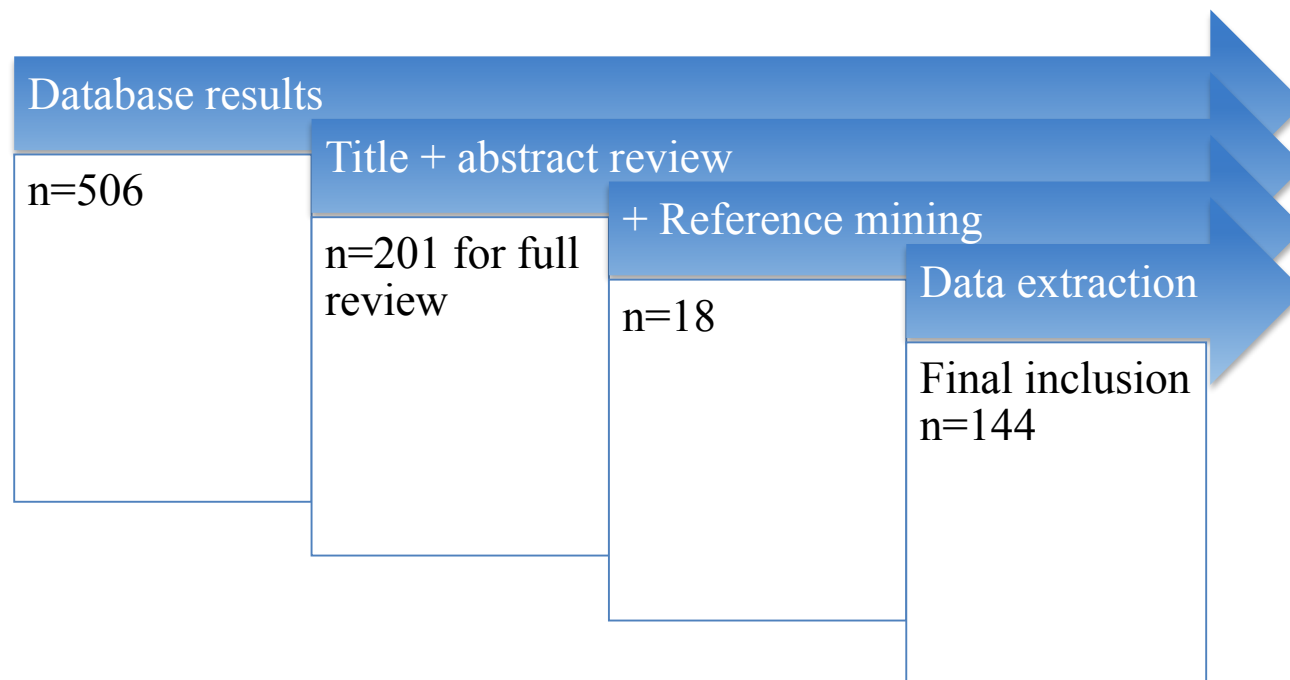 Database results
n=506
Title + abstract review
n=201 for full
review
+ Reference mining
n=18
Data extraction
Final inclusion
n=144